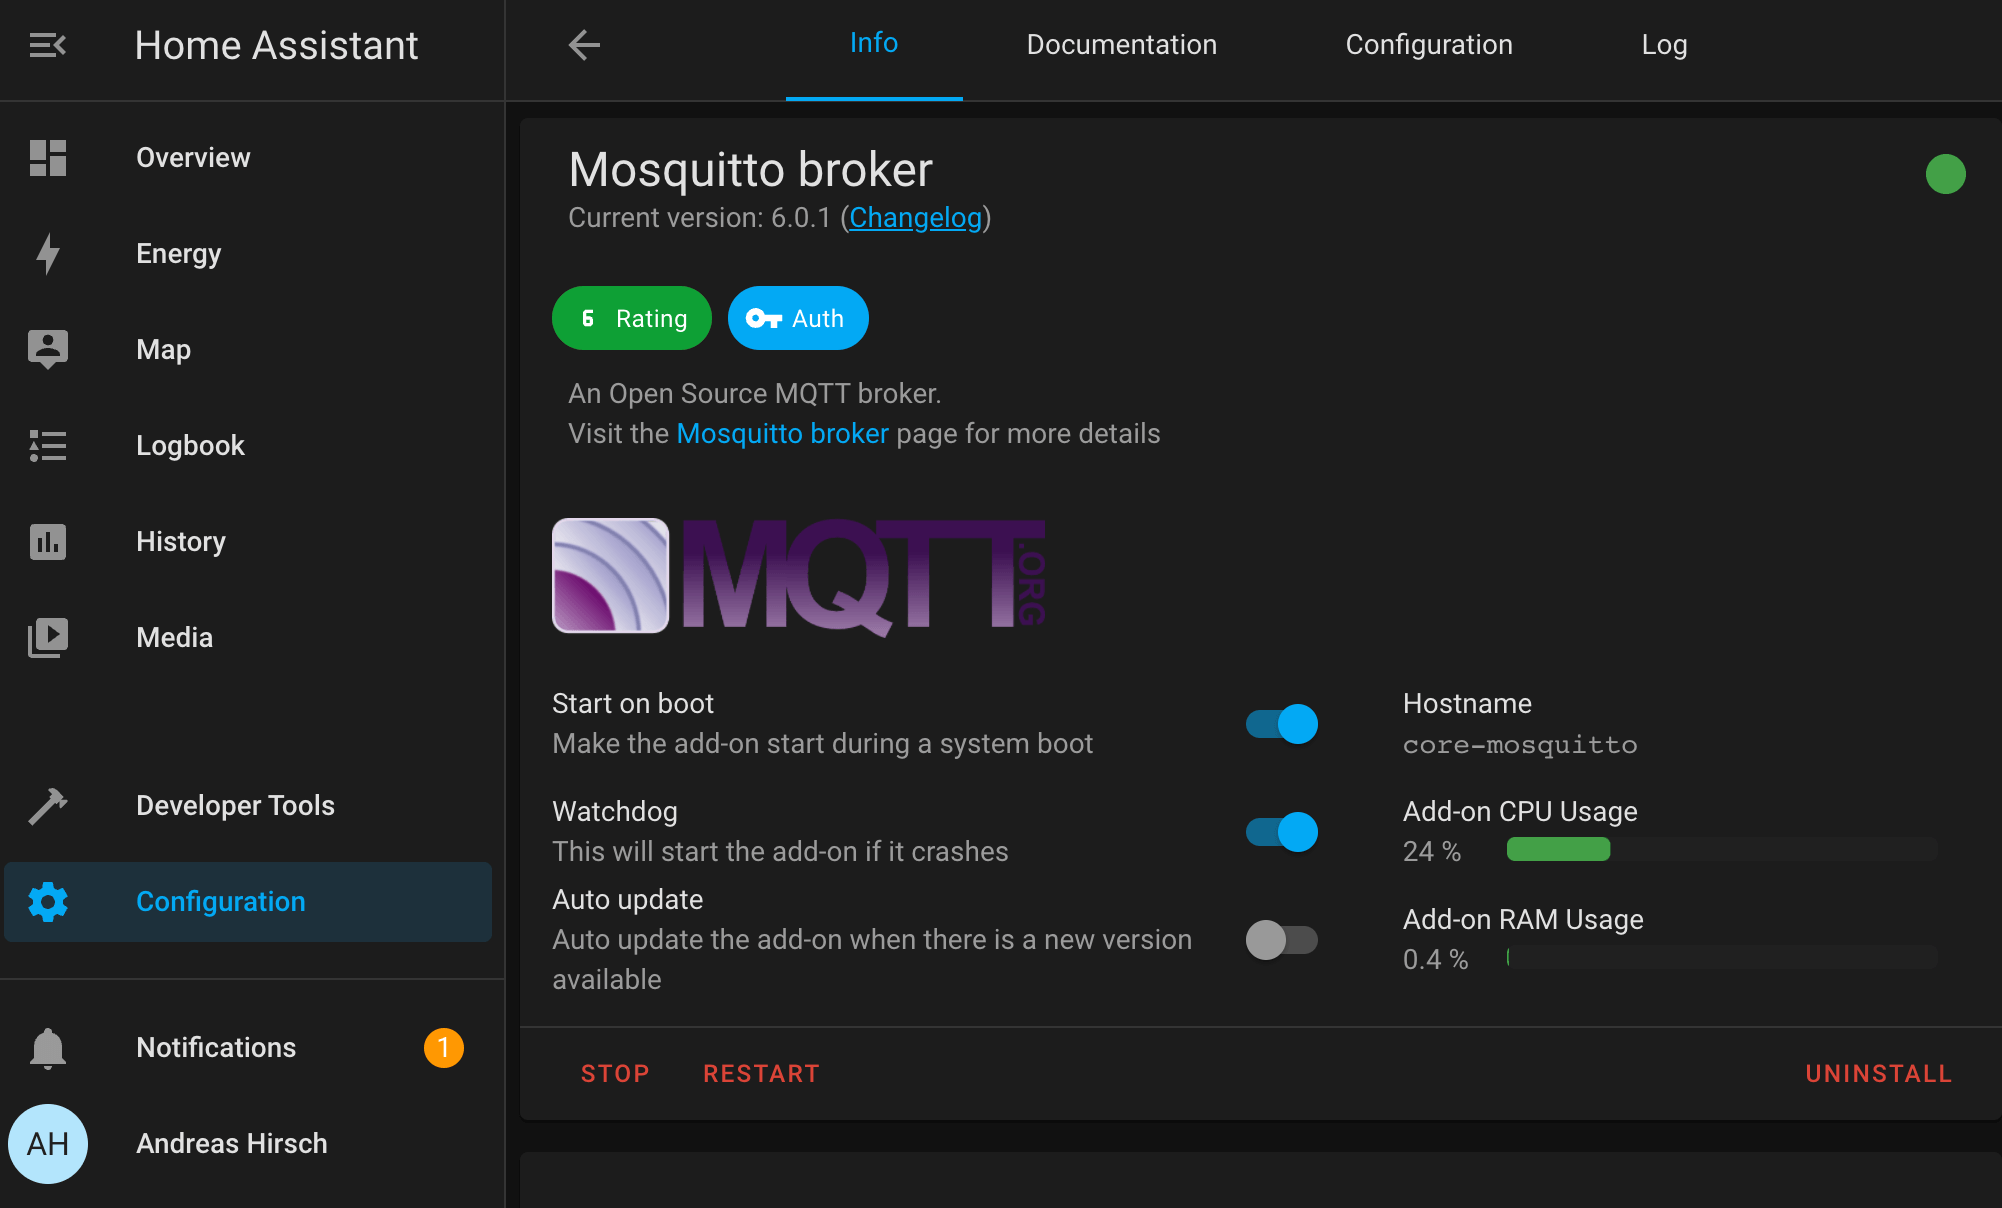 Home Assistant
Overview
Energy
Map
Logbook
History
Media
Developer Tools
Configuration
Notifications 1
AH Andreas Hirsch
Info Documentation Configuration Log
Mosquitto broker
Current version: 6.0.1 (Changelog)
6 Rating Auth
An Open Source MQTT broker.
Visit the Mosquitto broker page for more details
MQTT.ORG
Start on boot
Make the add-on start during a system boot
Watchdog
This will start the add-on if it crashes
Auto update
Auto update the add-on when there is a new version
available
Hostname
core-mosquitto
Add-on CPU Usage
24 %
Add-on RAM Usage
0.4 %
STOP RESTART UNINSTALL